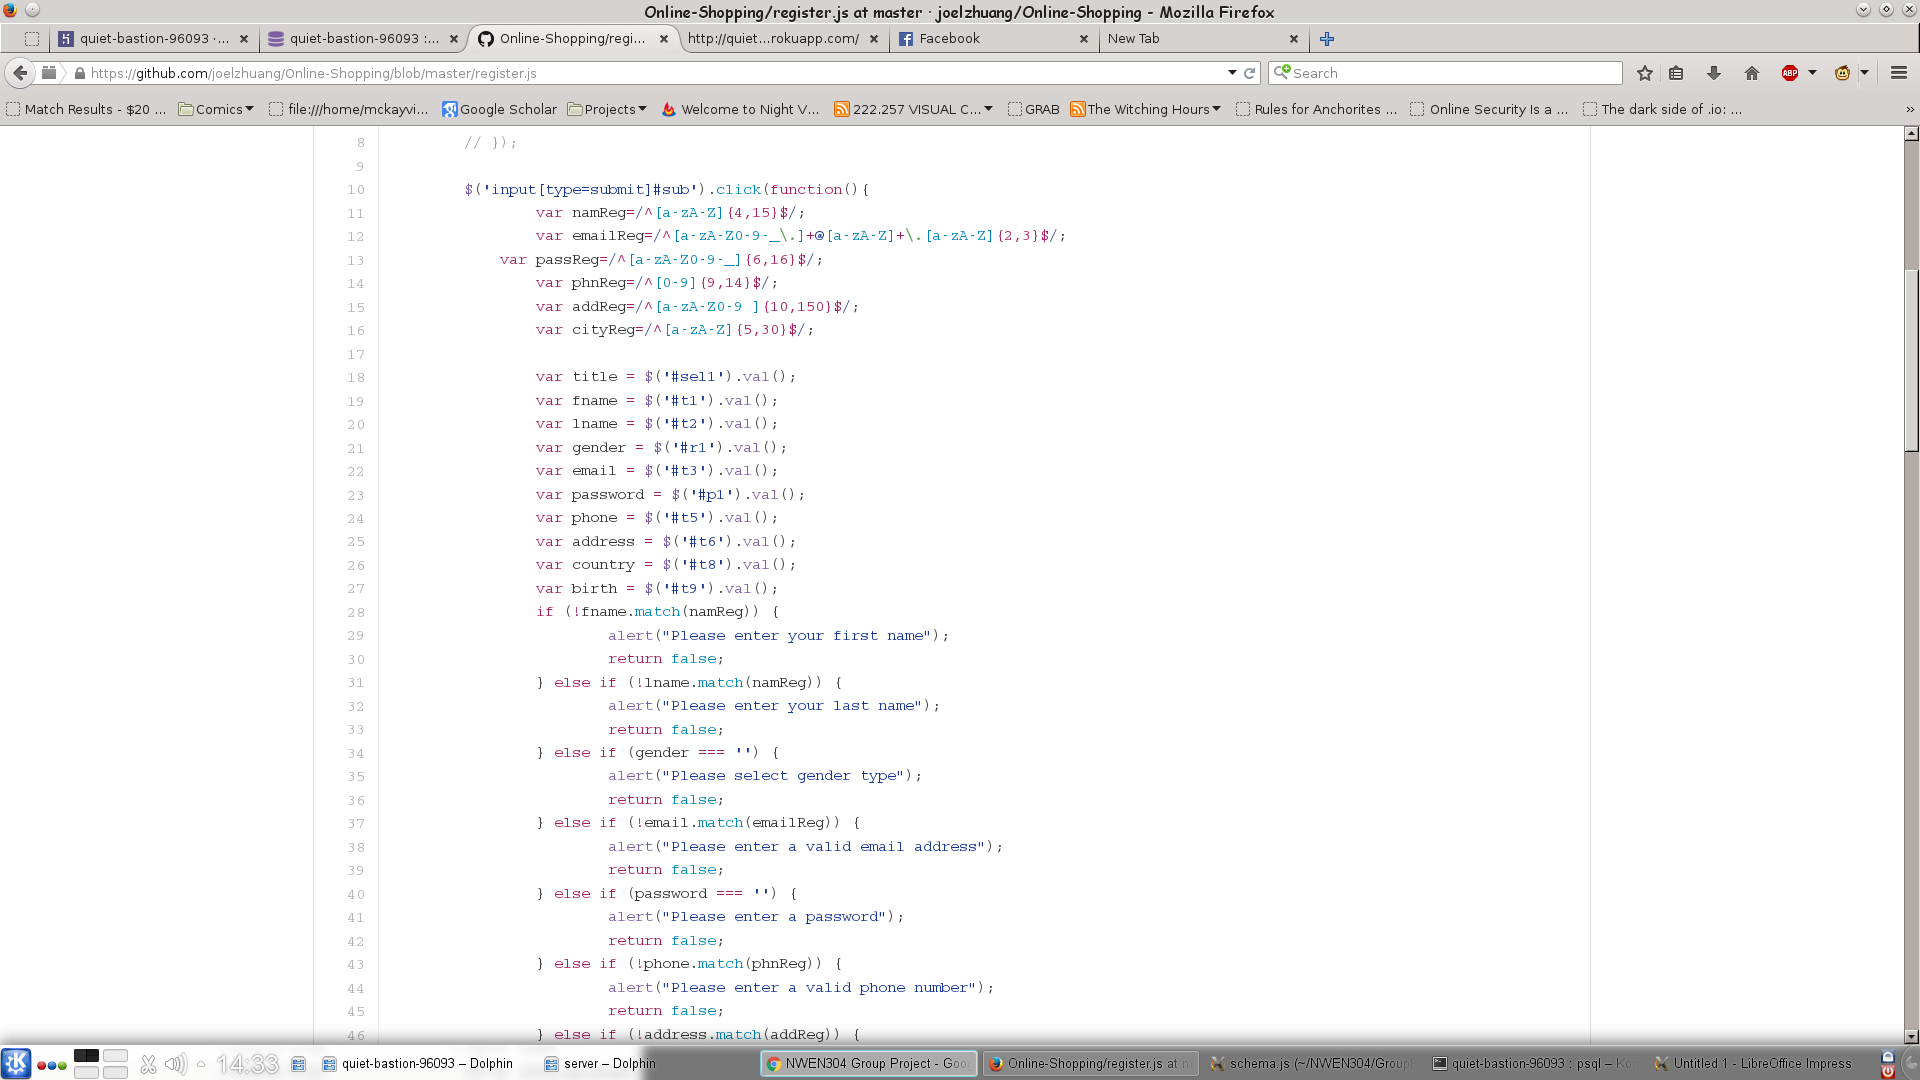 Online-Shopping/register.js at master · joelzhuang/Online-Shopping - Mozilla Firefox
quiet-bastion-96093 ·...
quiet-bastion-96093 :...
Online-Shopping/regi...
http://quiet...rokuapp.com/
Facebook
New Tab
https://github.com/joelzhuang/Online-Shopping/blob/master/register.js
Search
ABP
Match Results - $20 ...
Comics
file:///home/mckayvi...
Google Scholar
Projects
Welcome to Night V...
222.257 VISUAL C...
GRAB
The Witching Hours
Rules for Anchorites ...
Online Security Is a ...
The dark side of .io: ...
8 // });
9
10 $('input[type=submit]#sub').click(function(){
11 var namReg=/^[a-zA-Z]{4,15}$/;
12 var emailReg=/^[a-zA-Z0-9-_\.]+@[a-zA-Z]+\.[a-zA-Z]{2,3}$/;
13 var passReg=/^[a-zA-Z0-9-_]{6,16}$/;
14 var phnReg=/^[0-9]{9,14}$/;
15 var addReg=/^[a-zA-Z0-9 ]{10,150}$/;
16 var cityReg=/^[a-zA-Z]{5,30}$/;
17
18 var title = $('#sel1').val();
19 var fname = $('#t1').val();
20 var lname = $('#t2').val();
21 var gender = $('#r1').val();
22 var email = $('#t3').val();
23 var password = $('#p1').val();
24 var phone = $('#t5').val();
25 var address = $('#t6').val();
26 var country = $('#t8').val();
27 var birth = $('#t9').val();
28 if (!fname.match(namReg)) {
29 alert("Please enter your first name");
30 return false;
31 } else if (!lname.match(namReg)) {
32 alert("Please enter your last name");
33 return false;
34 } else if (gender === '') {
35 alert("Please select gender type");
36 return false;
37 } else if (!email.match(emailReg)) {
38 alert("Please enter a valid email address");
39 return false;
40 } else if (password === '') {
41 alert("Please enter a password");
42 return false;
43 } else if (!phone.match(phnReg)) {
44 alert("Please enter a valid phone number");
45 return false;
46 } else if (!address.match(addReg)) {
14:33
quiet-bastion-96093 – Dolphin
server – Dolphin
NWEN304 Group Project - Goo
Online-Shopping/register.js at m
schema.js (~/NWEN304/Group
quiet-bastion-96093 : psql – Ko
Untitled 1 - LibreOffice Impress